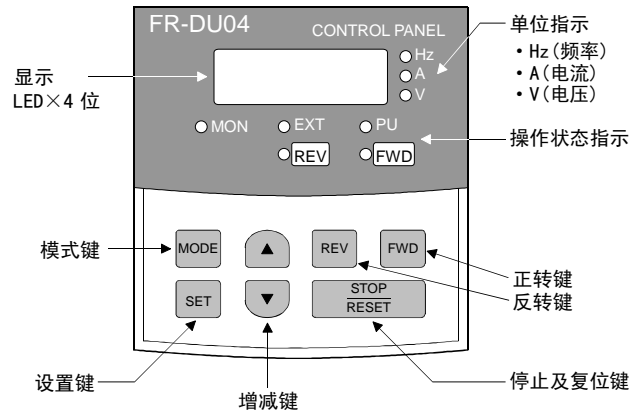 FR-DU04
CONTROL PANEL
单位指示
Hz
・Hz(频率)
显示
A
・A(电流)
LED×4 位
V
・V(电压)
MON
EXT
PU
操作状态指示
REV
FWD
模式键
MODE
▲
REV
FWD
正转键
反转键
SET
▼
STOP
RESET
设置键
增减键
停止及复位键